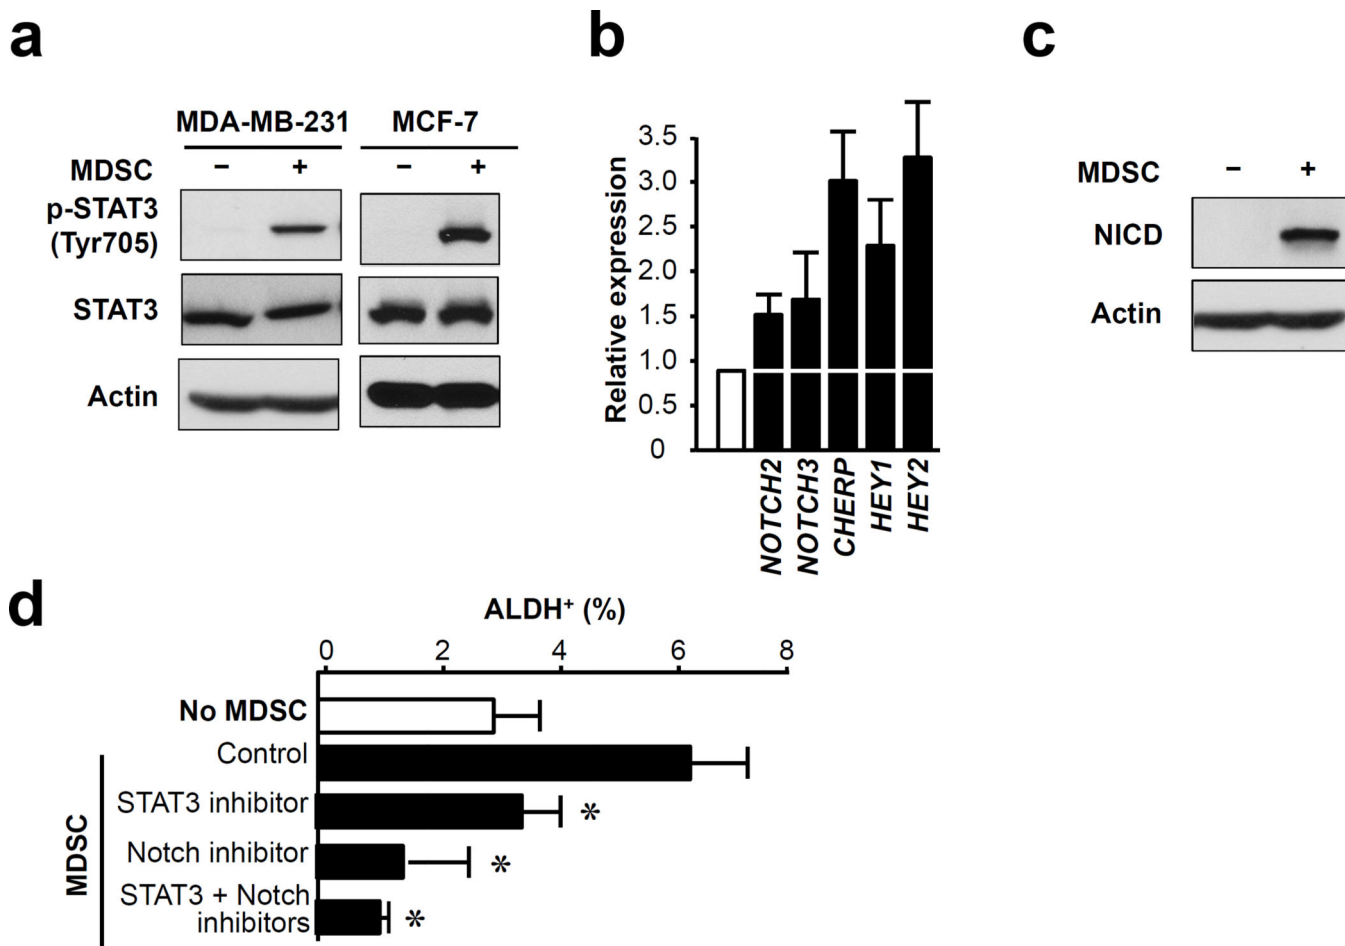 a
MDA-MB-231 MCF-7
MDSC − + − +
p-STAT3
(Tyr705)
STAT3
Actin
b
Relative expression
3.5
3.0
2.5
2.0
1.5
1.0
0.5
0
NOTCH2
NOTCH3
CHERP
HEY1
HEY2
c
MDSC − +
NICD
Actin
d
ALDH⁺ (%)
0 2 4 6 8
No MDSC
MDSC
Control
STAT3 inhibitor *
Notch inhibitor *
STAT3 + Notch
inhibitors *